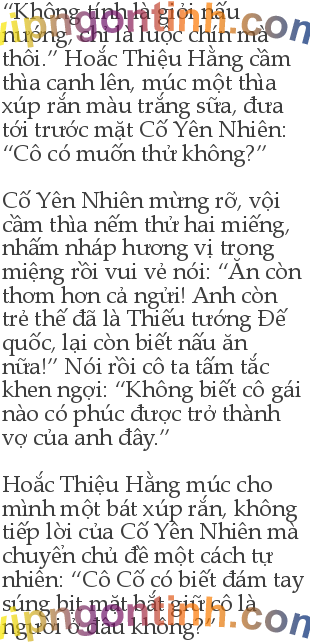 “Không tính là giỏi nấu
nướng, chỉ là luộc chín mà
thôi.” Hoắc Thiệu Hằng cầm
thìa canh lên, múc một thìa
xúp rắn màu trắng sữa, đưa
tới trước mặt Cố Yên Nhiên:
“Cô có muốn thử không?”

Cố Yên Nhiên mừng rỡ, vội
cầm thìa nếm thử hai miếng,
nhấm nháp hương vị trong
miệng rồi vui vẻ nói: “Ăn còn
thơm hơn cả ngửi! Anh còn
trẻ thế đã là Thiếu tướng Đế
quốc, lại còn biết nấu ăn
nữa!” Nói rồi cô ta tấm tắc
khen ngợi: “Không biết cô gái
nào có phúc được trở thành
vợ của anh đây.”

Hoắc Thiệu Hằng múc cho
mình một bát xúp rắn, không
tiếp lời của Cố Yên Nhiên mà
chuyển chủ đề một cách tự
nhiên: “Cô Cố có biết đám tay
súng bịt mặt bắt giữ cô là
người ở đâu không?”
vipngontinh.com
vipngontinh.com